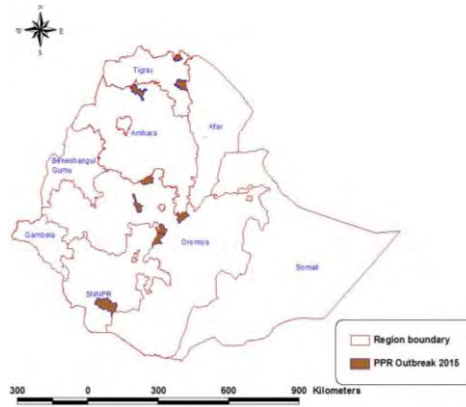 N
W E
S
Tigray
Amhara
Afar
Beneshangul
Gumu
Gambela
Oromiya
Somali
SNNPR
Region boundary
PPR Outbreak 2015
300 0 300 600 900 Kilometers